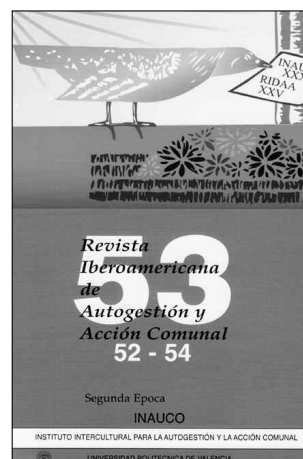 INAU
XXX
RIDAA
XXV
53
Revista
Iberoamericana
de
Autogestión y
Acción Comunal
52 - 54
Segunda Epoca
INAUCO
INSTITUTO INTERCULTURAL PARA LA AUTOGESTIÓN Y LA ACCIÓN COMUNAL
UNIVERSIDAD POLITECNICA DE VALENCIA